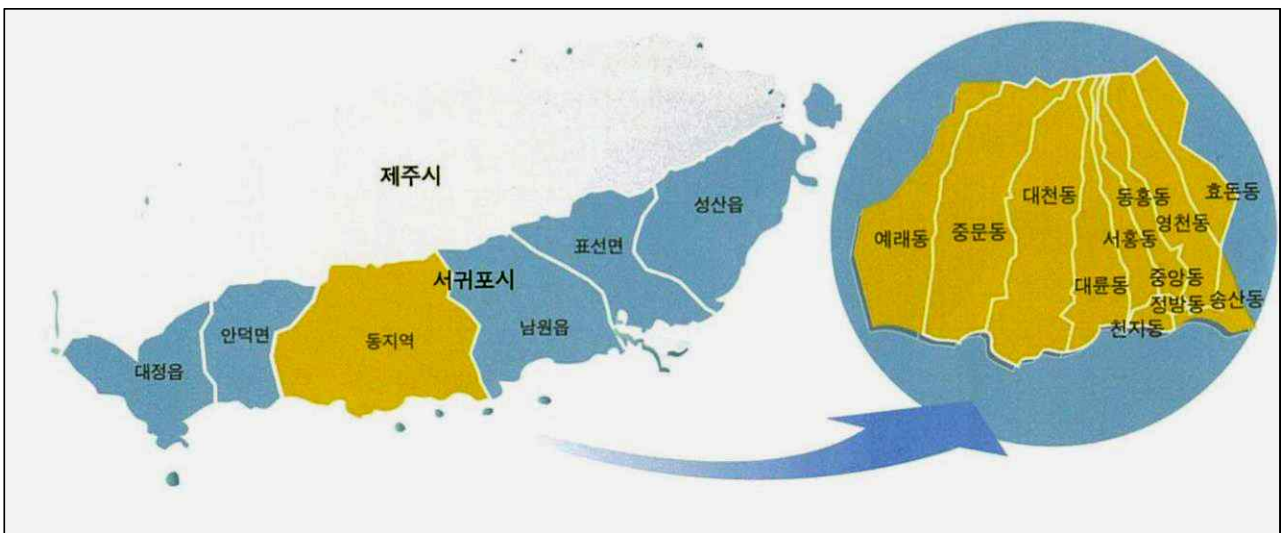 제주시
서귀포시
성산읍
표선면
남원읍
동지역
안덕면
대정읍
예래동
중문동
대천동
대륜동
서홍동
동홍동
영천동
효돈동
중앙동
정방동
송산동
천지동